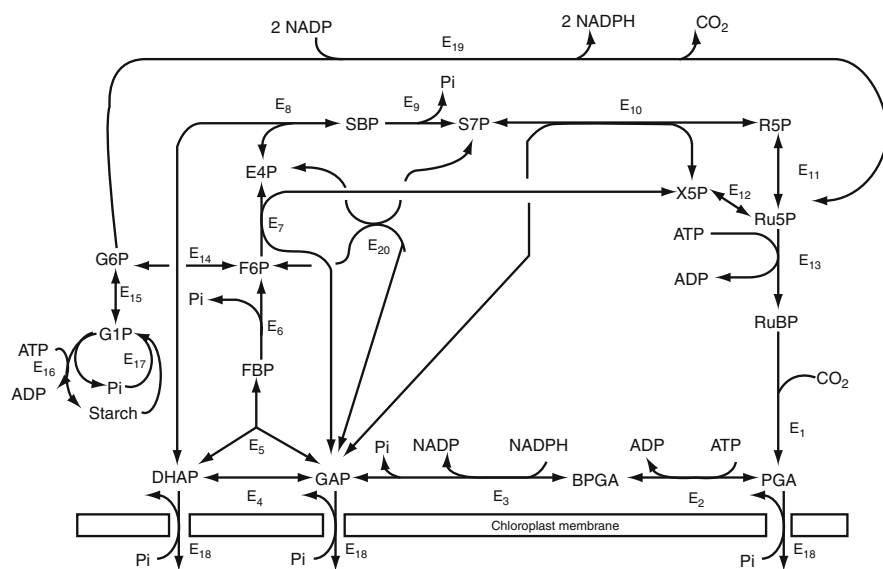 2 NADP
2 NADPH
CO2
E19
Pi
E8
E9
E10
SBP
S7P
R5P
E4P
E11
X5P
E12
Ru5P
E7
E20
ATP
G6P
E14
F6P
E13
ADP
E15
Pi
E6
G1P
RuBP
ATP
E16
E17
FBP
CO2
ADP
Pi
Starch
E5
E1
Pi
NADP
NADPH
ADP
ATP
DHAP
GAP
BPGA
PGA
E4
E3
E2
Chloroplast membrane
Pi
E18
Pi
E18
Pi
E18